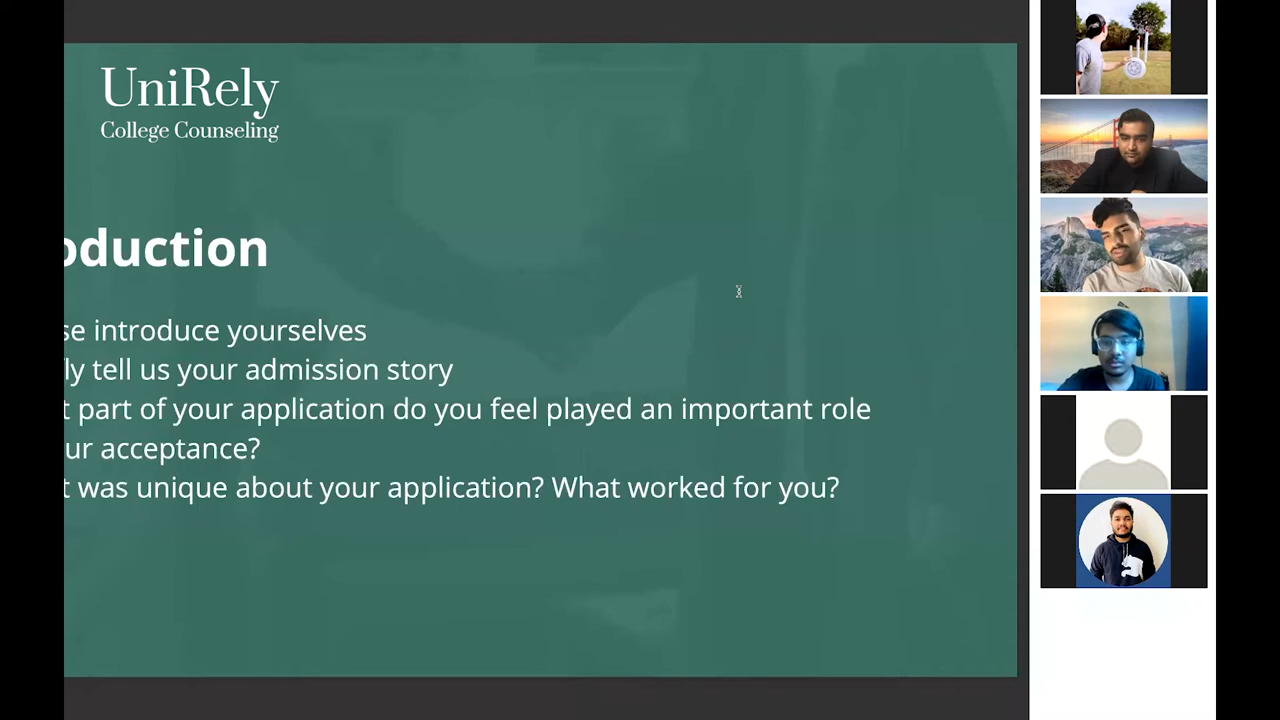 UniRely
College Counseling
oduction
se introduce yourselves
ly tell us your admission story
t part of your application do you feel played an important role
ur acceptance?
t was unique about your application? What worked for you?